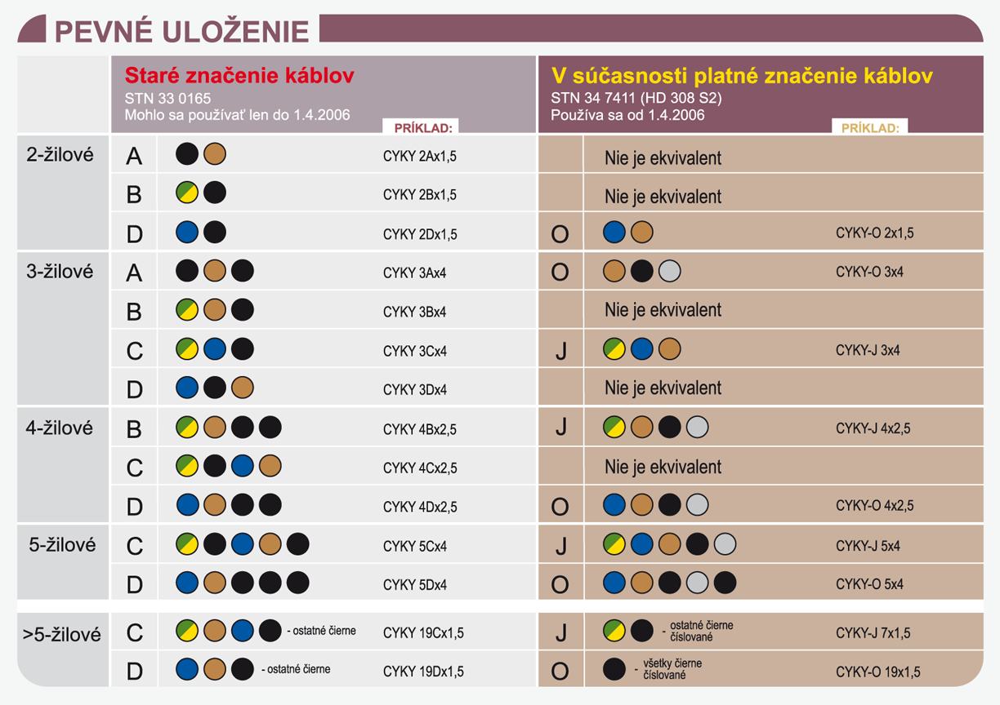 PEVNÉ ULOŽENIE
Staré značenie káblov
STN 33 0165
Mohlo sa používať len do 1.4.2006
PRÍKLAD:
V súčasnosti platné značenie káblov
STN 34 7411 (HD 308 S2)
Používa sa od 1.4.2006
PRÍKLAD:
2-žilové A CYKY 2Ax1,5 Nie je ekvivalent
B CYKY 2Bx1,5 Nie je ekvivalent
D CYKY 2Dx1,5 O CYKY-O 2x1,5
3-žilové A CYKY 3Ax4 O CYKY-O 3x4
B CYKY 3Bx4 Nie je ekvivalent
C CYKY 3Cx4 J CYKY-J 3x4
D CYKY 3Dx4 Nie je ekvivalent
4-žilové B CYKY 4Bx2,5 J CYKY-J 4x2,5
C CYKY 4Cx2,5 Nie je ekvivalent
D CYKY 4Dx2,5 O CYKY-O 4x2,5
5-žilové C CYKY 5Cx4 J CYKY-J 5x4
D CYKY 5Dx4 O CYKY-O 5x4
>5-žilové C - ostatné čierne CYKY 19Cx1,5 J - ostatné čierne
číslované CYKY-J 7x1,5
D - ostatné čierne CYKY 19Dx1,5 O - všetky čierne
číslované CYKY-O 19x1,5